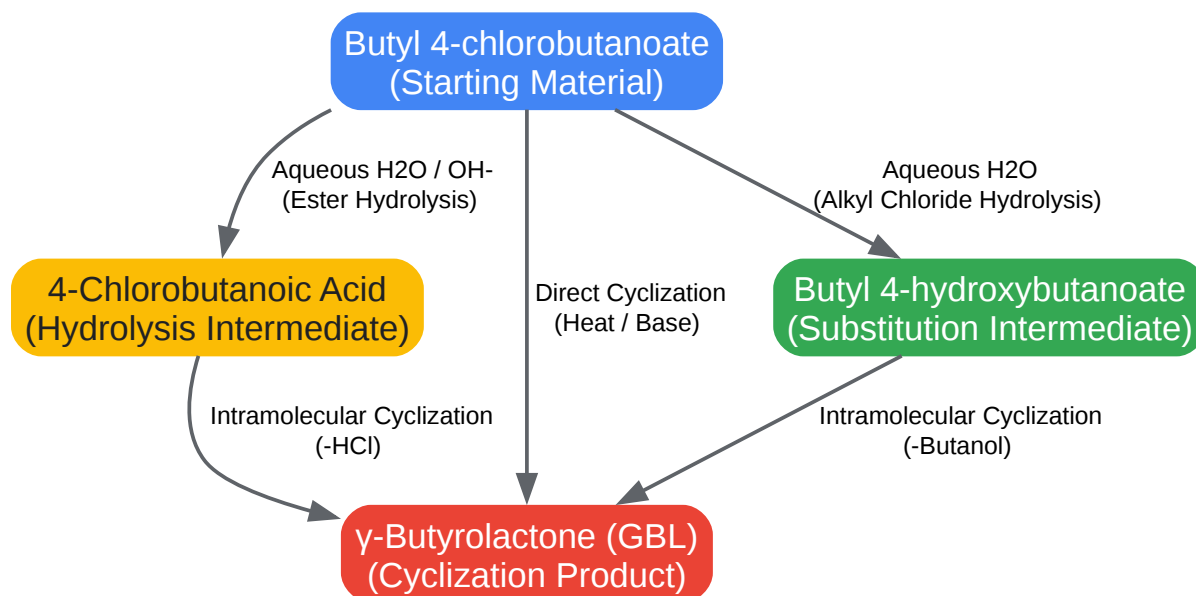 Butyl 4-chlorobutanoate
(Starting Material)
Aqueous H2O / OH-
(Ester Hydrolysis)
Aqueous H2O
(Alkyl Chloride Hydrolysis)
4-Chlorobutanoic Acid
(Hydrolysis Intermediate)
Direct Cyclization
(Heat / Base)
Butyl 4-hydroxybutanoate
(Substitution Intermediate)
Intramolecular Cyclization
(-HCl)
Intramolecular Cyclization
(-Butanol)
γ-Butyrolactone (GBL)
(Cyclization Product)